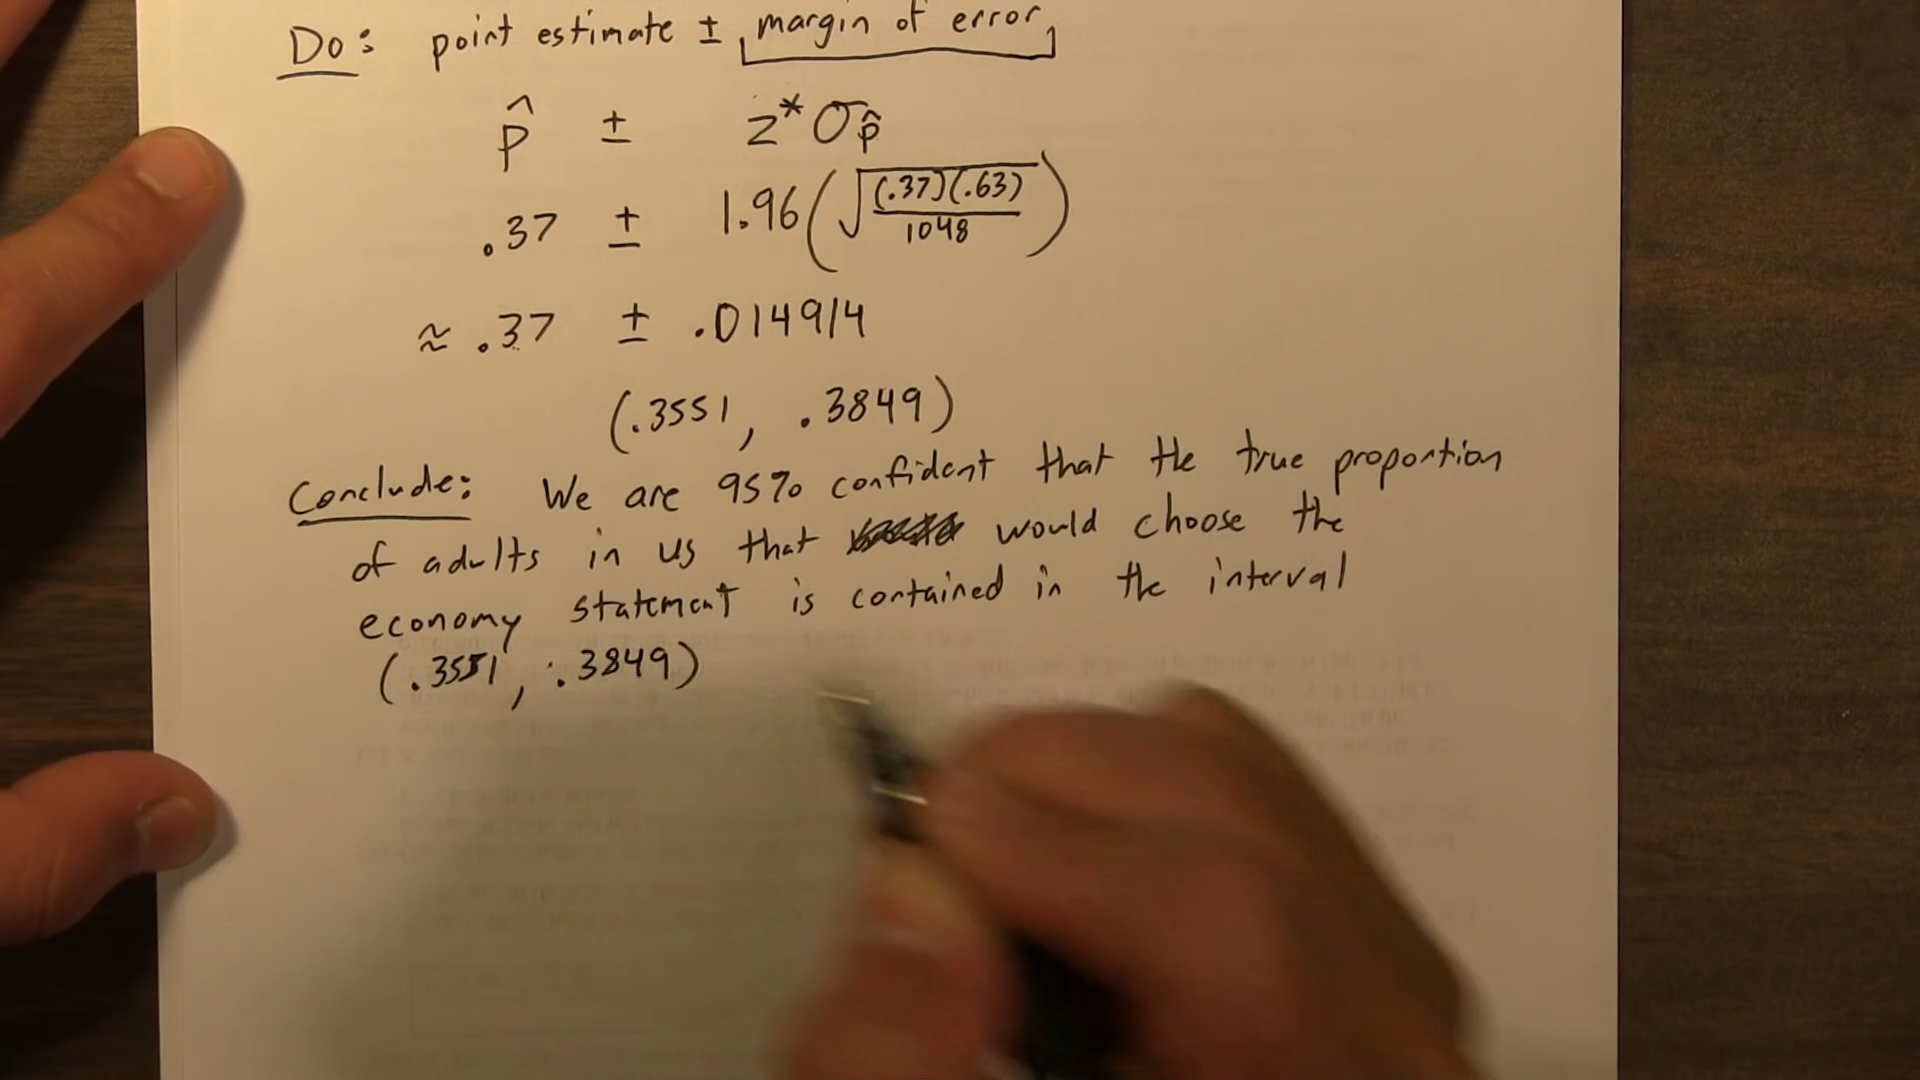 Do: point estimate ± margin of error
p̂ ± z* σp̂
.37 ± 1.96(√(.37)(.63)/1048)
≈ .37 ± .014914
(.3551, .3849)
Conclude: We are 95% confident that the true proportion
of adults in us that would choose the
economy statement is contained in the interval
(.3551, .3849)